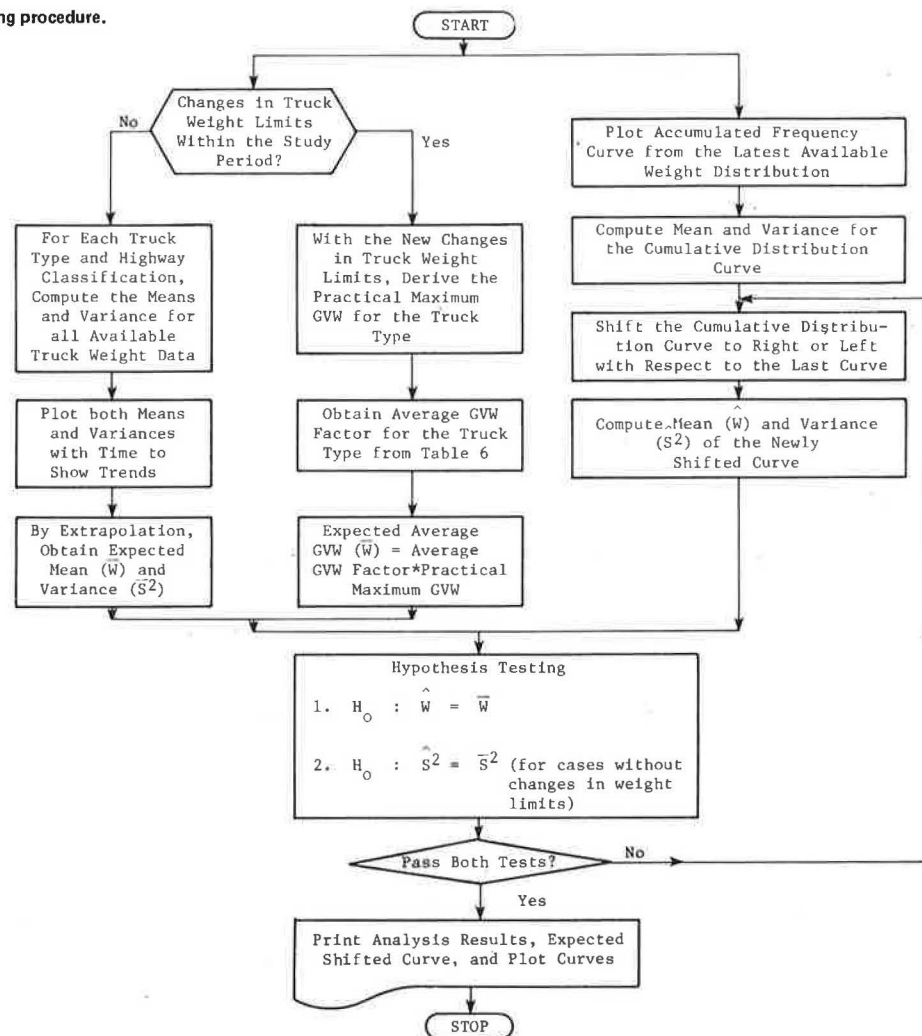 ng procedure.
START
Changes in Truck
Weight Limits
Within the Study
Period?
No
Yes
For Each Truck
Type and Highway
Classification,
Compute the Means
and Variance for
all Available
Truck Weight Data
Plot both Means
and Variances
with Time to
Show Trends
By Extrapolation,
Obtain Expected
Mean (W̅) and
Variance (S̅²)
With the New Changes
in Truck Weight
Limits, Derive the
Practical Maximum
GVW for the Truck
Type
Obtain Average GVW
Factor for the Truck
Type from Table 6
Expected Average
GVW (W̅) = Average
GVW Factor*Practical
Maximum GVW
Plot Accumulated Frequency
Curve from the Latest Available
Weight Distribution
Compute Mean and Variance for
the Cumulative Distribution
Curve
Shift the Cumulative Distribu-
tion Curve to Right or Left
with Respect to the Last Curve
Compute Mean (Ŵ) and Variance
(Ŝ²) of the Newly
Shifted Curve
Hypothesis Testing
1. H₀ : Ŵ = W̅
2. H₀ : Ŝ² = S̅² (for cases without
changes in weight
limits)
Pass Both Tests?
No
Yes
Print Analysis Results, Expected
Shifted Curve, and Plot Curves
STOP